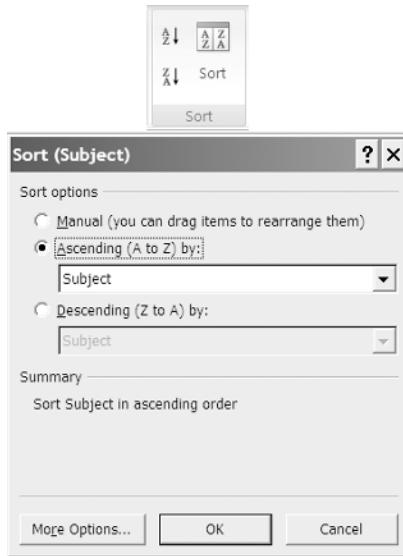 A
Z
A Z
Z A
Z
A
Sort
Sort
Sort (Subject)
? ×
Sort options
Manual (you can drag items to rearrange them)
Ascending (A to Z) by:
Subject
Descending (Z to A) by:
Subject
Summary
Sort Subject in ascending order
More Options... OK Cancel